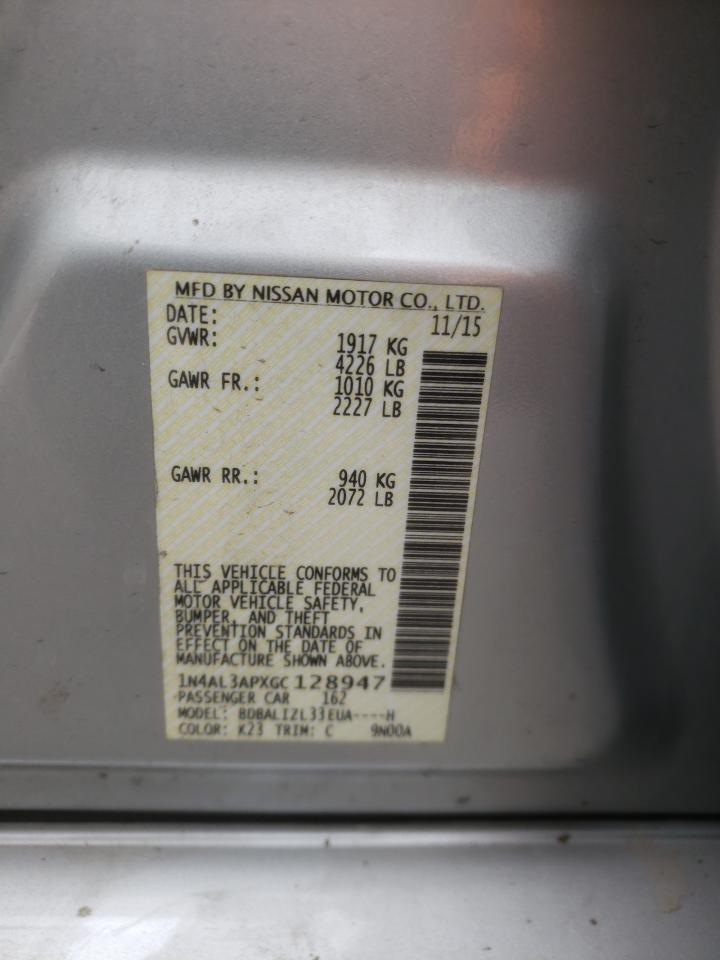 MFD BY NISSAN MOTOR CO., LTD.
DATE: 11/15
GVWR: 1917 KG
4226 LB
GAWR FR.: 1010 KG
2227 LB
GAWR RR.: 940 KG
2072 LB
THIS VEHICLE CONFORMS TO
ALL APPLICABLE FEDERAL
MOTOR VEHICLE SAFETY,
BUMPER, AND THEFT
PREVENTION STANDARDS IN
EFFECT ON THE DATE OF
MANUFACTURE SHOWN ABOVE.
1N4AL3APXGC 128947
PASSENGER CAR 162
MODEL: BDBALIZL33EUA----H
COLOR: K23 TRIM: C 9N00A